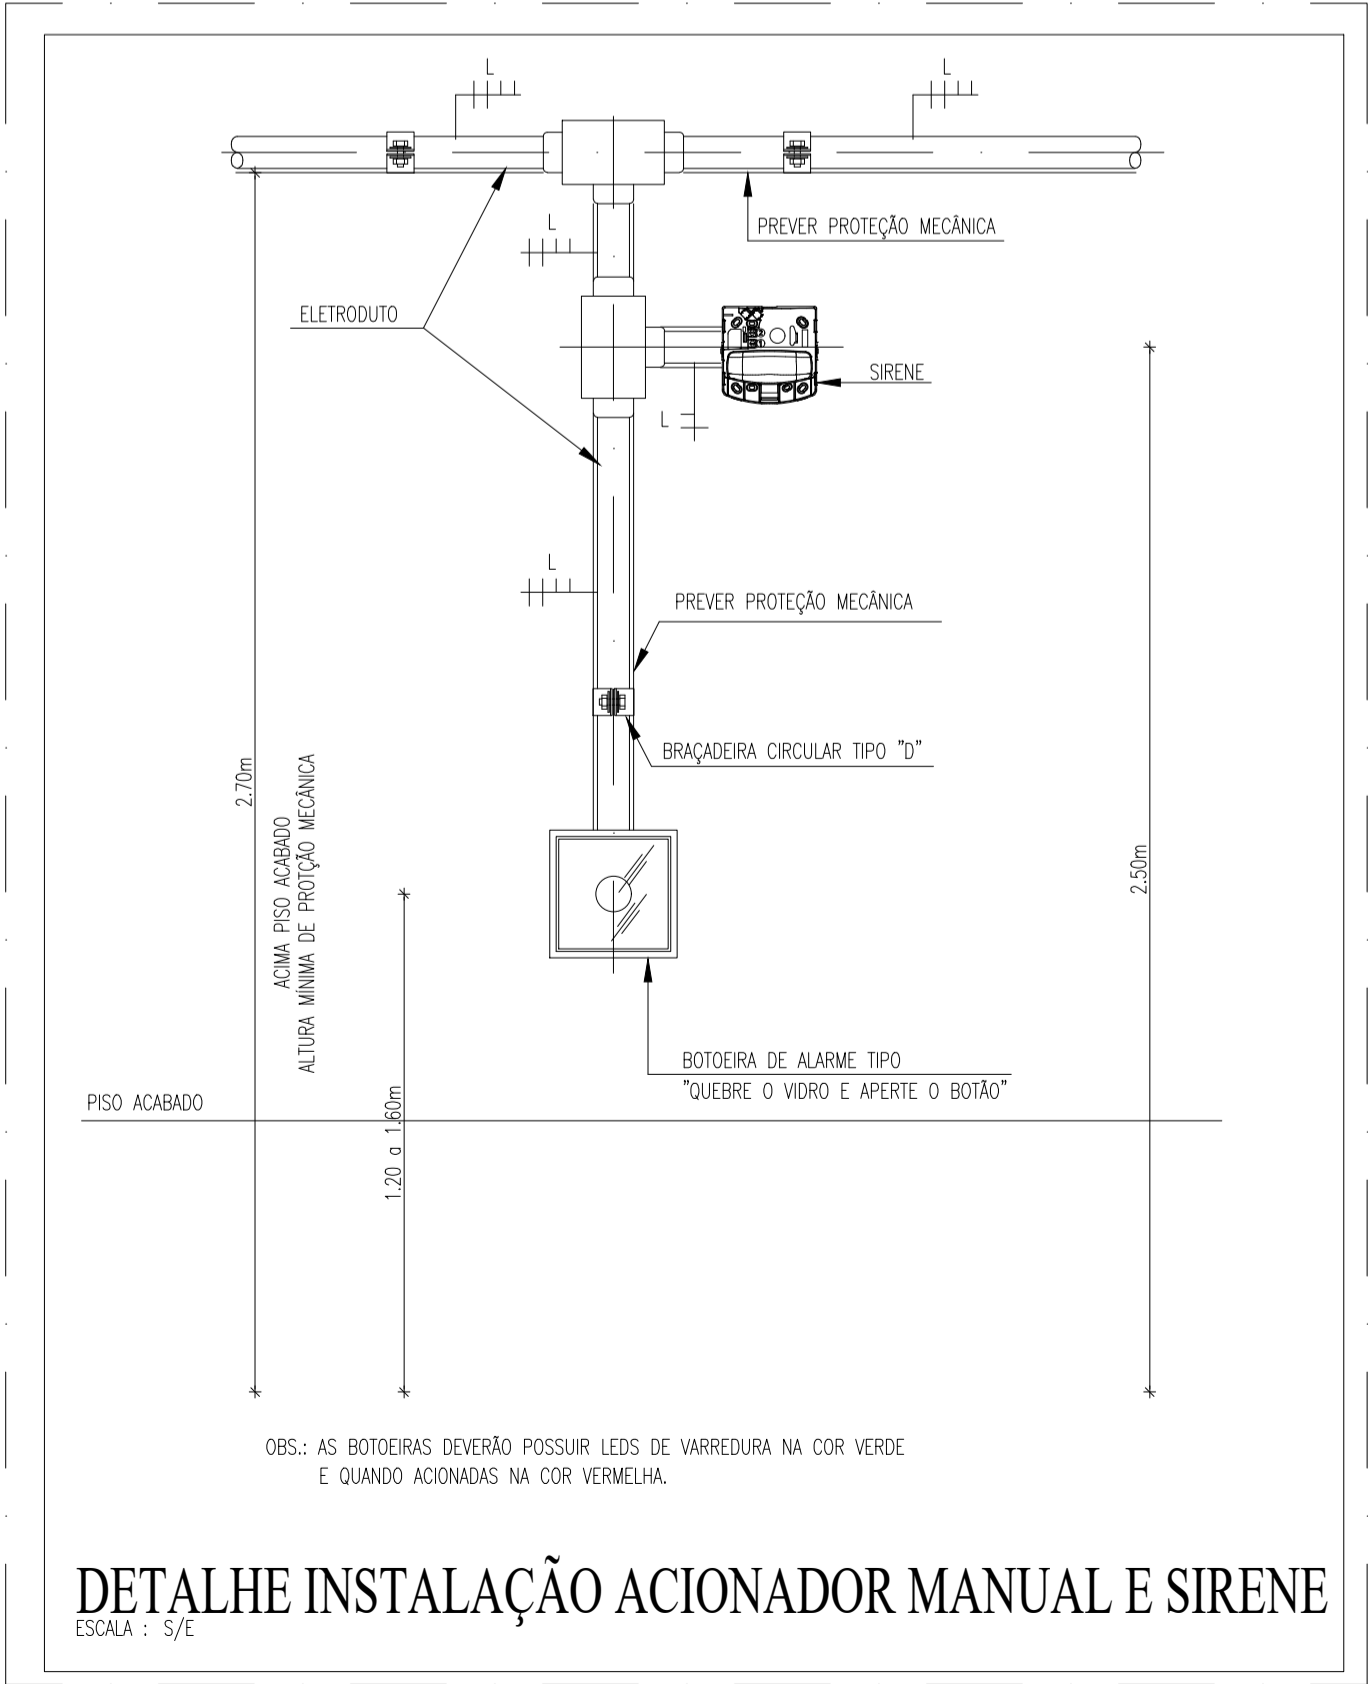 L
L
PREVER PROTEÇÃO MECÂNICA
L
ELETRODUTO
SIRENE
L
L
PREVER PROTEÇÃO MECÂNICA
BRAÇADEIRA CIRCULAR TIPO "D"
2.70m
ACIMA PISO ACABADO
ALTURA MÍNIMA DE PROTÇÃO MECÂNICA
2.50m
BOTOEIRA DE ALARME TIPO
"QUEBRE O VIDRO E APERTE O BOTÃO"
PISO ACABADO
1.20 a 1.60m
OBS.: AS BOTOEIRAS DEVERÃO POSSUIR LEDS DE VARREDURA NA COR VERDE
E QUANDO ACIONADAS NA COR VERMELHA.
DETALHE INSTALAÇÃO ACIONADOR MANUAL E SIRENE
ESCALA : S/E